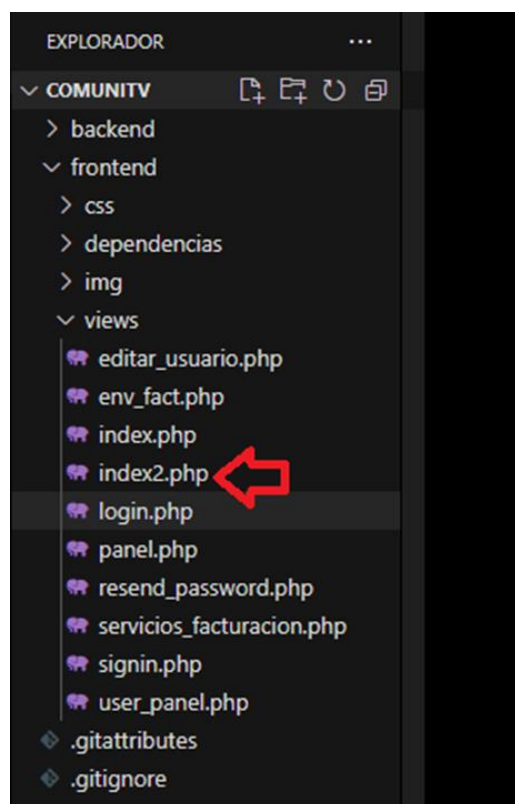 EXPLORADOR ...
COMUNITV
backend
frontend
css
dependencias
img
views
editar_usuario.php
env_fact.php
index.php
index2.php
login.php
panel.php
resend_password.php
servicios_facturacion.php
signin.php
user_panel.php
.gitattributes
.gitignore